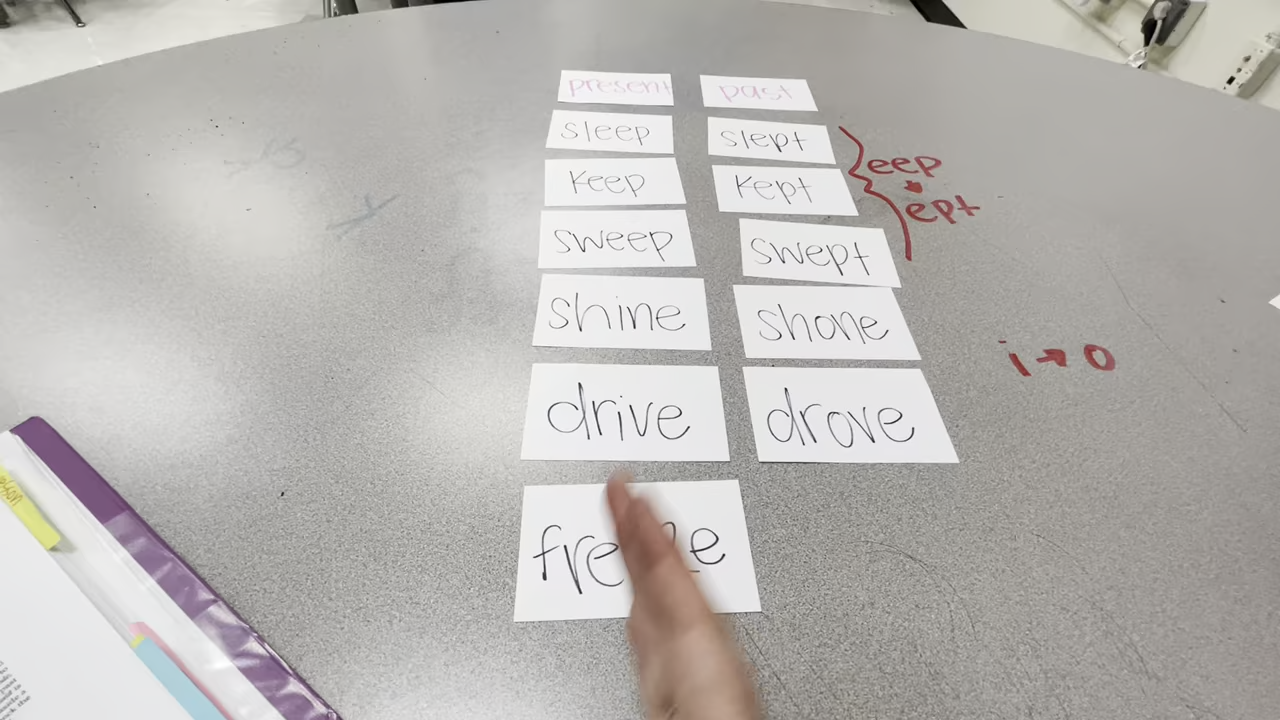 present past
sleep slept
keep kept
sweep swept
shine shone
drive drove
eep
ept
i → o